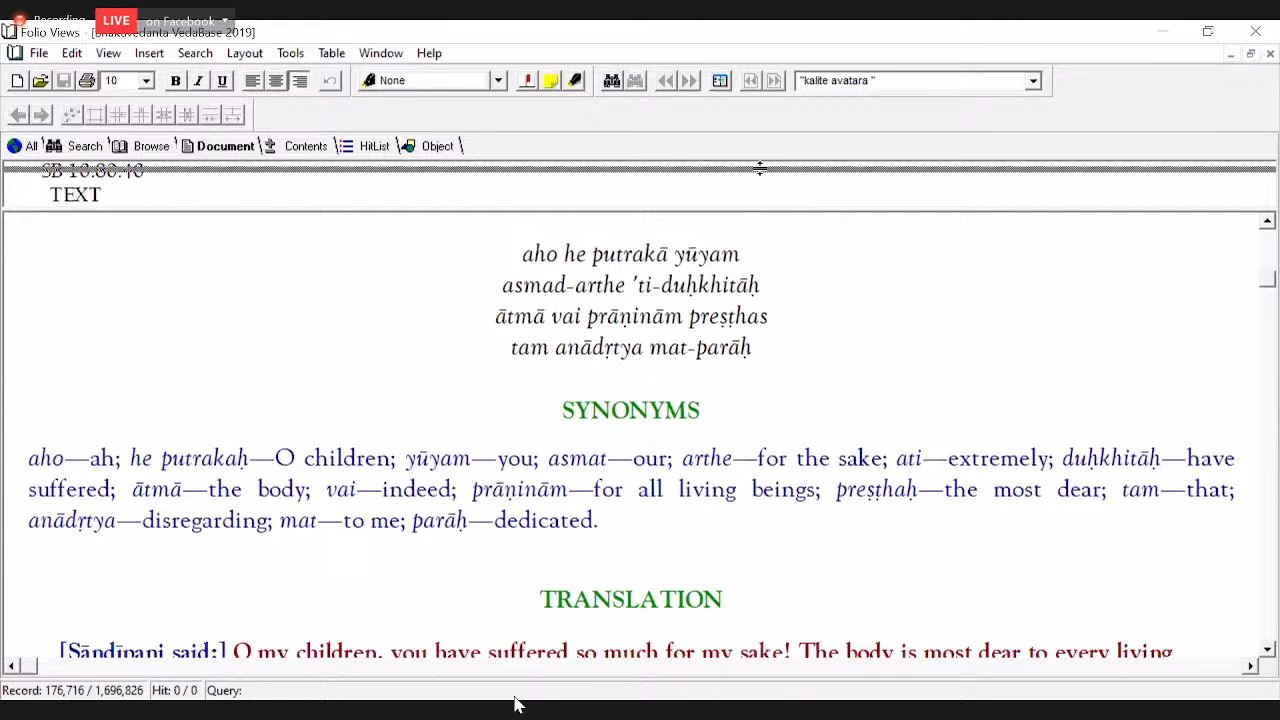 Recording
LIVE on Facebook
Folio Views - [Bhaktivedanta VedaBase 2019]
File Edit View Insert Search Layout Tools Table Window Help
10 B I U None "kalite avatara "
All Search Browse Document Contents HitList Object
TEXT
aho he putrakā yūyam
asmad-arthe 'ti-duḥkhitāḥ
ātmā vai prāṇinām preṣṭhas
tam anādṛtya mat-parāḥ
SYNONYMS
aho—ah; he putrakaḥ—O children; yūyam—you; asmat—our; arthe—for the sake; ati—extremely; duḥkhitāḥ—have
suffered; ātmā—the body; vai—indeed; prāṇinām—for all living beings; preṣṭhaḥ—the most dear; tam—that;
anādṛtya—disregarding; mat—to me; parāḥ—dedicated.
TRANSLATION
[Sāndīpani said:] O my children, you have suffered so much for my sake! The body is most dear to every living
Record: 176,716 / 1,696,826 Hit: 0 / 0 Query: